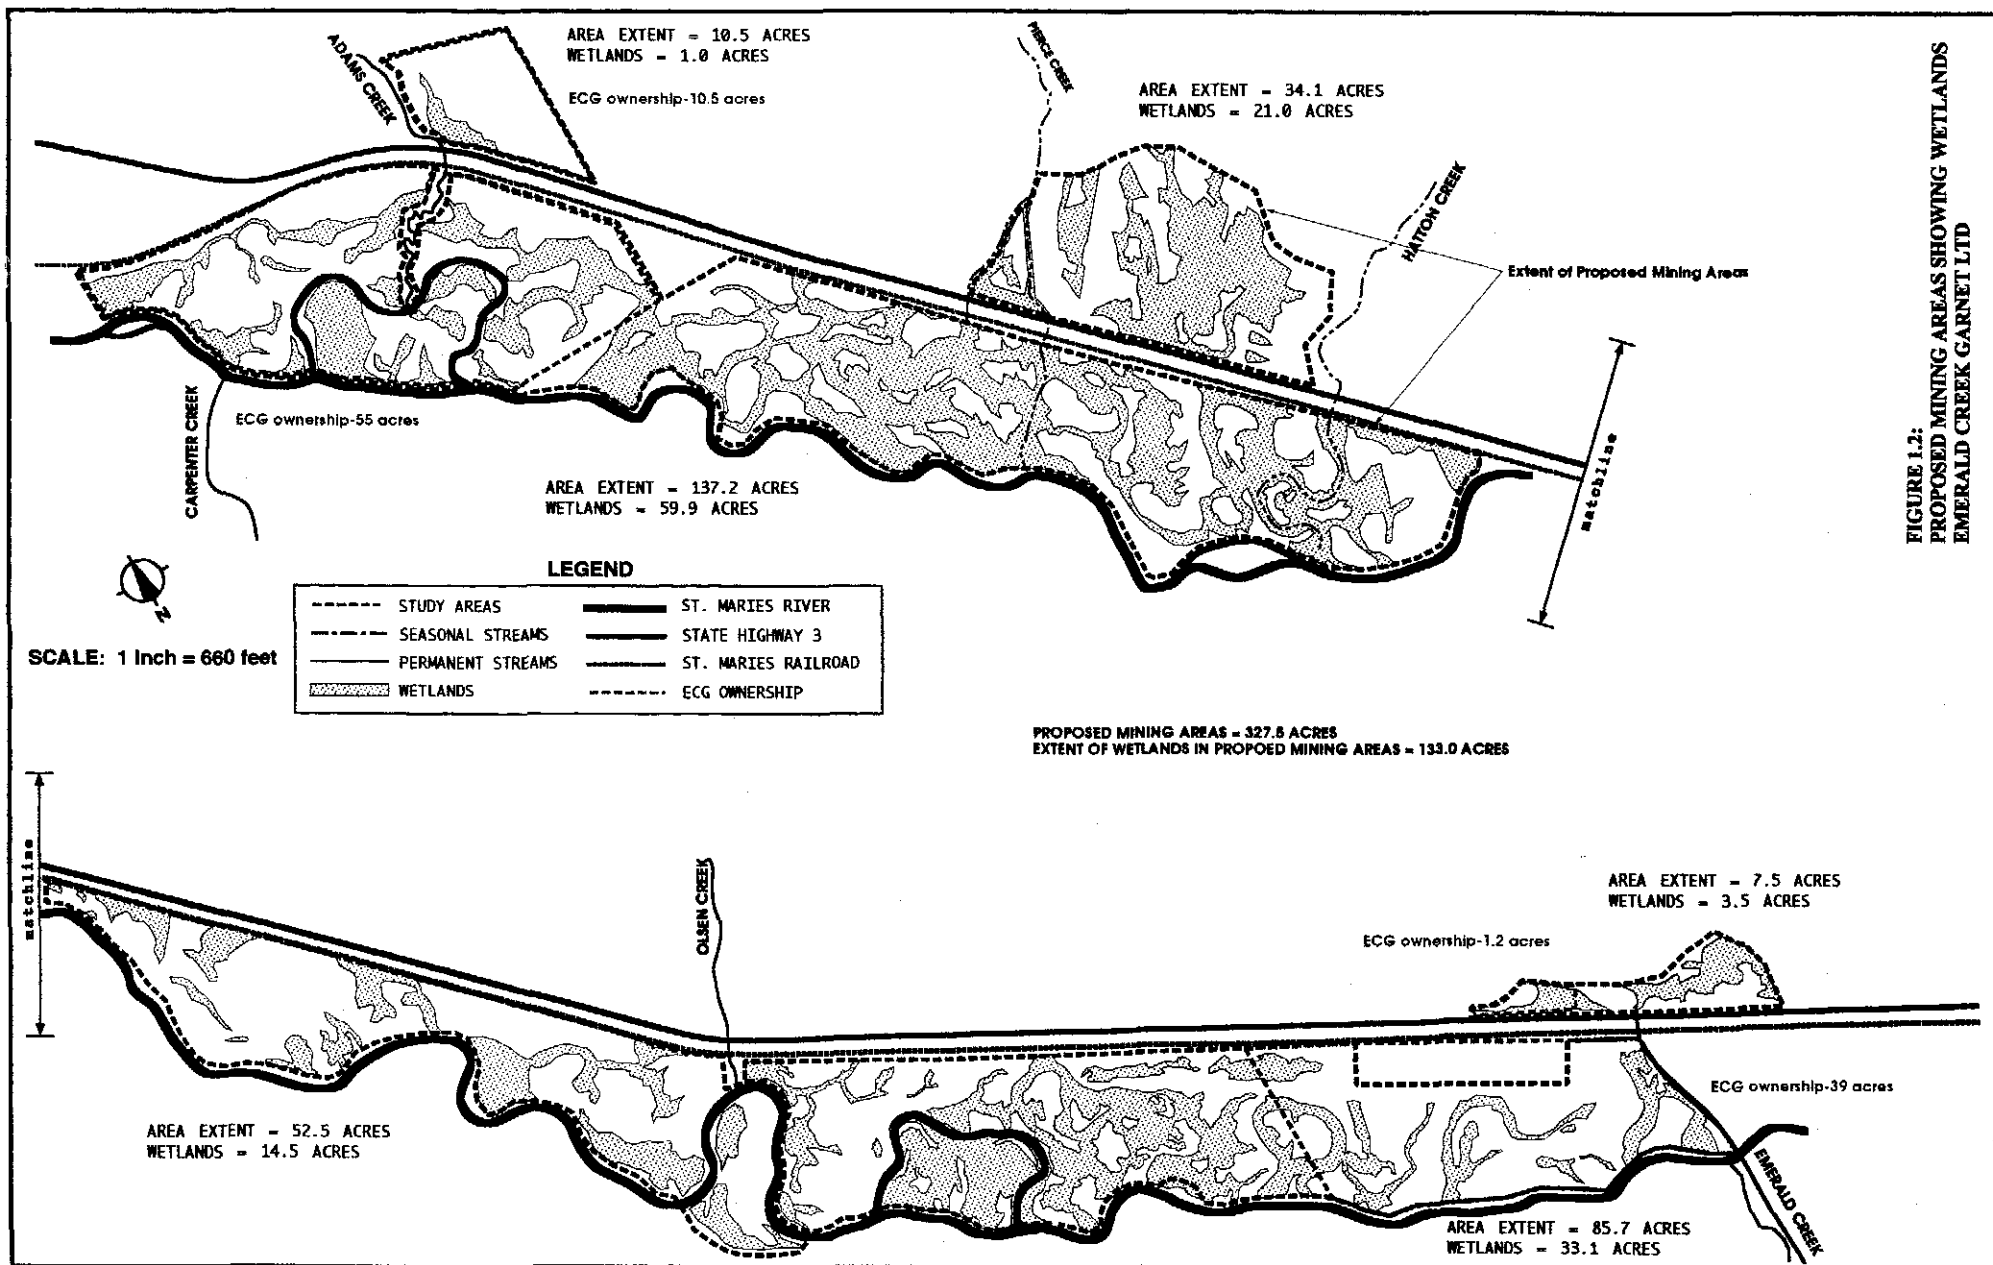 FIGURE 1.2:
PROPOSED MINING AREAS SHOWING WETLANDS
EMERALD CREEK GARNET LTD
ADAMS CREEK
AREA EXTENT = 10.5 ACRES
WETLANDS = 1.0 ACRES
ECG ownership-10.5 acres
PIERCE CREEK
AREA EXTENT = 34.1 ACRES
WETLANDS = 21.0 ACRES
HATTON CREEK
Extent of Proposed Mining Areas
CARPENTER CREEK
ECG ownership-55 acres
AREA EXTENT = 137.2 ACRES
WETLANDS = 59.9 ACRES
matchline
N
SCALE: 1 Inch = 660 feet
LEGEND
STUDY AREAS
SEASONAL STREAMS
PERMANENT STREAMS
WETLANDS
ST. MARIES RIVER
STATE HIGHWAY 3
ST. MARIES RAILROAD
ECG OWNERSHIP
PROPOSED MINING AREAS = 327.5 ACRES
EXTENT OF WETLANDS IN PROPOED MINING AREAS = 133.0 ACRES
matchline
OLSEN CREEK
AREA EXTENT = 7.5 ACRES
WETLANDS = 3.5 ACRES
ECG ownership-1.2 acres
ECG ownership-39 acres
AREA EXTENT = 52.5 ACRES
WETLANDS = 14.5 ACRES
EMERALD CREEK
AREA EXTENT = 85.7 ACRES
WETLANDS = 33.1 ACRES